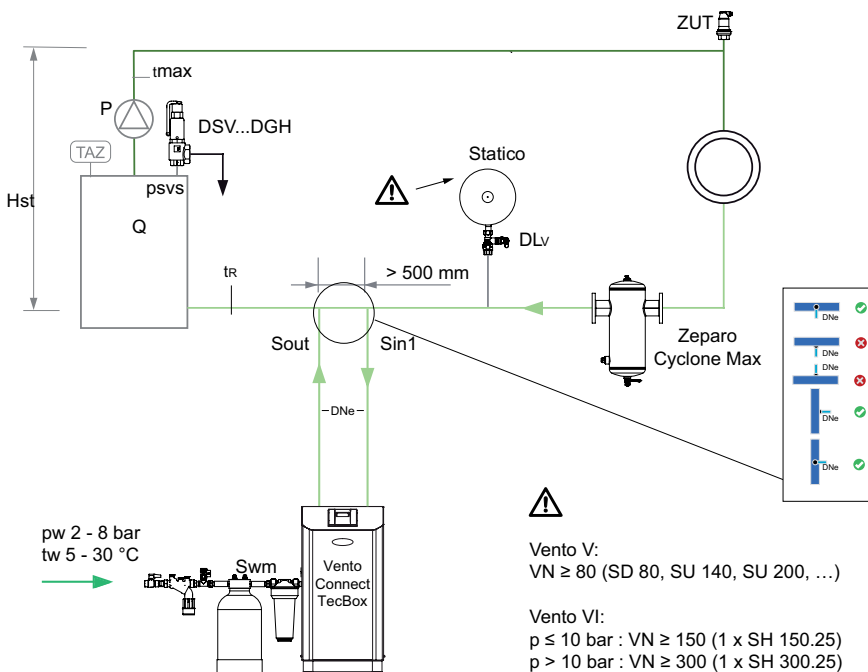 ZUT
tmax
P
DSV...DGH
TAZ
psvs
Statico
Hst
Q
DLV
tR
> 500 mm
DNe
DNe
DNe
DNe
DNe
Zeparo
Cyclone Max
Sout
Sin1
DNe
pw 2 - 8 bar
tw 5 - 30 °C
Swm
Vento
Connect
TecBox
Vento V:
VN ≥ 80 (SD 80, SU 140, SU 200, …)
Vento VI:
p ≤ 10 bar : VN ≥ 150 (1 x SH 150.25)
p > 10 bar : VN ≥ 300 (1 x SH 300.25)